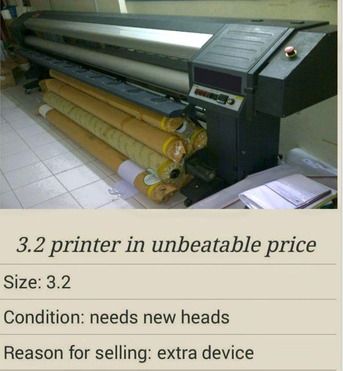 3.2 printer in unbeatable price
Size: 3.2
Condition: needs new heads
Reason for selling: extra device